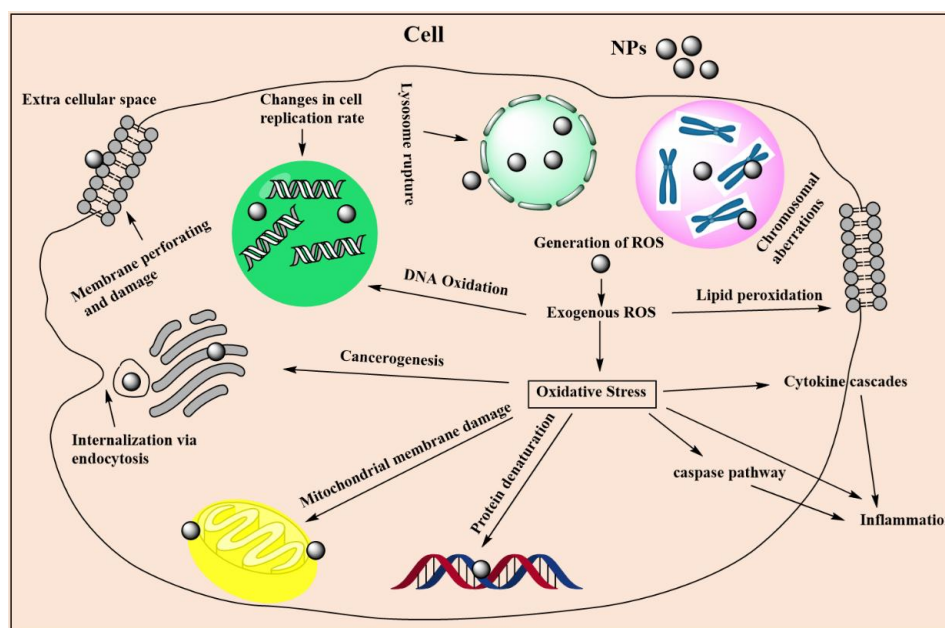 Cell
NPs
Extra cellular space
Changes in cell
replication rate
Lysosome rupture
Chromosomal
aberrations
Membrane perforating
and damage
Generation of ROS
DNA Oxidation
Exogenous ROS
Lipid peroxidation
Cancerogenesis
Oxidative Stress
Cytokine cascades
Internalization via
endocytosis
Mitochondrial membrane damage
Protein denaturation
caspase pathway
Inflammation